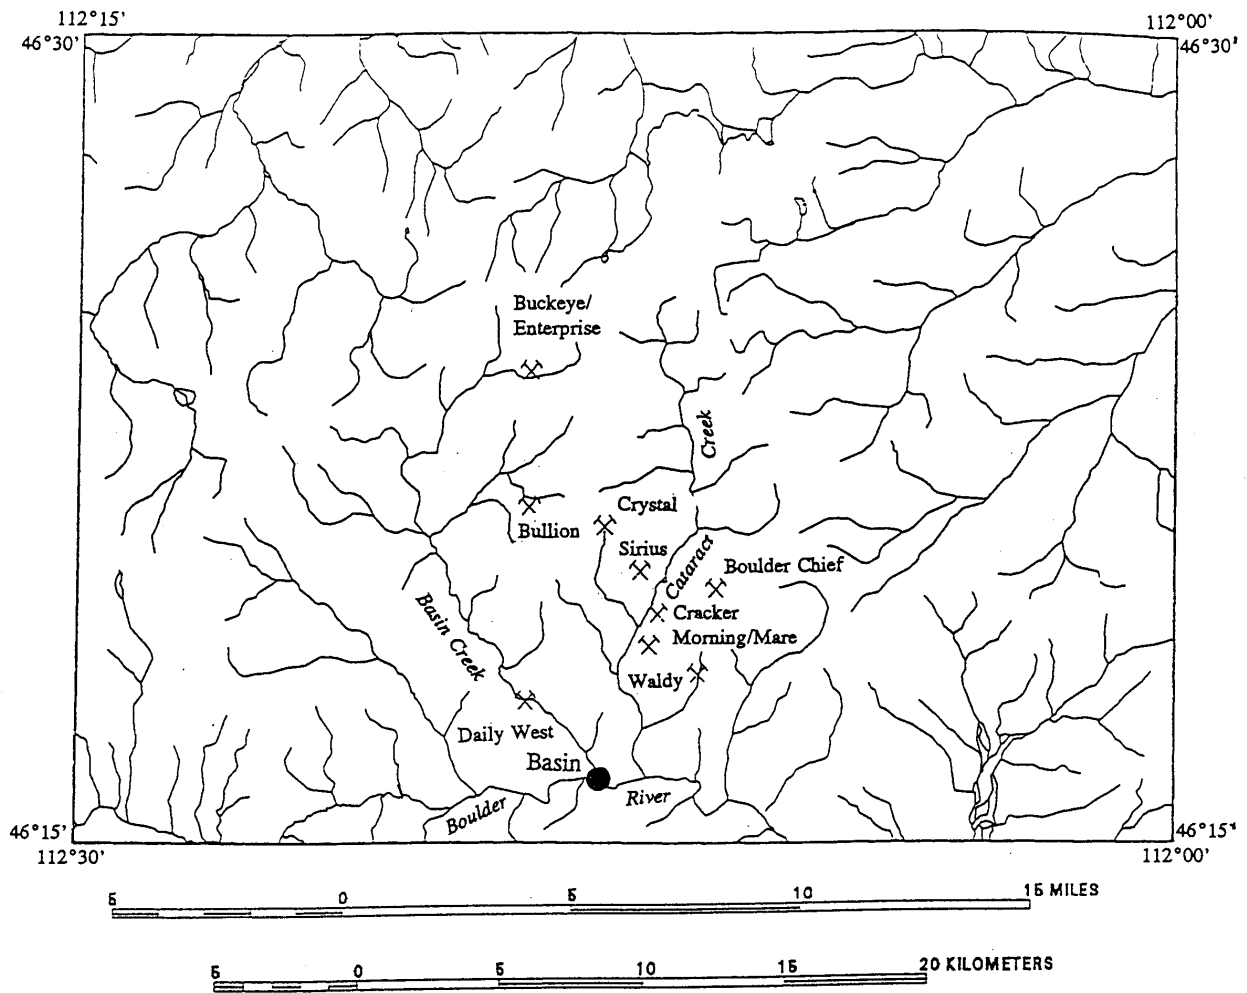 112°15' 112°00'
46°30' 46°30'
Buckeye/
Enterprise
Creek
Crystal
Bullion
Sirius
Cataract
Boulder Chief
Basin Creek
Cracker
Morning/Mare
Waldy
Daily West
Basin
River
Boulder
46°15' 46°15'
112°30' 112°00'
5 0 5 10 15 MILES
5 0 5 10 15 20 KILOMETERS